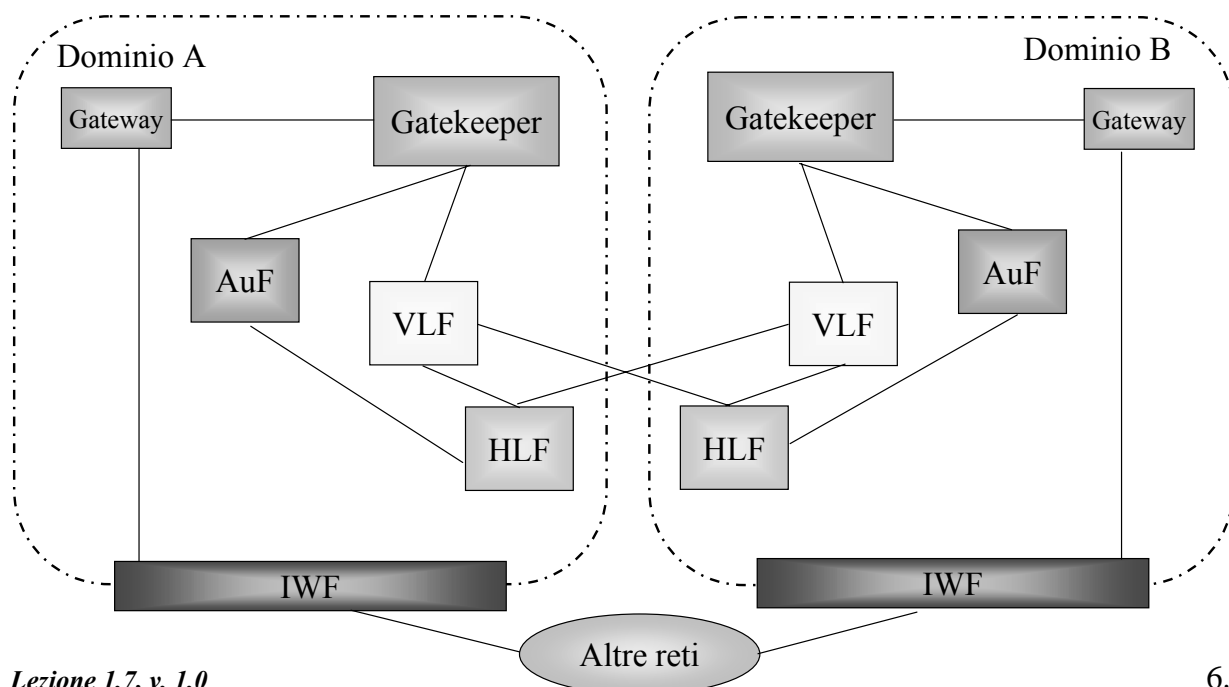 Dominio A
Dominio B
Gateway
Gatekeeper
Gatekeeper
Gateway
AuF
AuF
VLF
VLF
HLF
HLF
IWF
IWF
Altre reti
Lezione 1.7, v. 1.0
6.